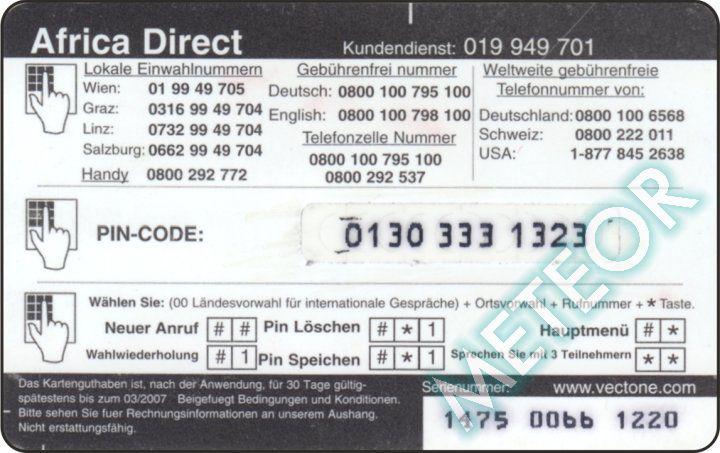 Africa Direct
Kundendienst: 019 949 701
Lokale Einwahlnummern
Wien: 01 99 49 705
Graz: 0316 99 49 704
Linz: 0732 99 49 704
Salzburg: 0662 99 49 704
Handy 0800 292 772
Gebührenfrei nummer
Deutsch: 0800 100 795 100
English: 0800 100 798 100
Telefonzelle Nummer
0800 100 795 100
0800 292 537
Weltweite gebührenfreie
Telefonnummer von:
Deutschland: 0800 100 6568
Schweiz: 0800 222 011
USA: 1-877 845 2638
PIN-CODE: 0130 333 1323
Wählen Sie: (00 Ländesvorwahl für internationale Gespräche) + Ortsvorwahl + Rufnummer + * Taste.
Neuer Anruf # # Pin Löschen # * 1 Hauptmenü # *
Wahlwiederholung # 1 Pin Speichen # * 1 Sprechen Sie mit 3 Teilnehmern * *
Das Kartenguthaben ist, nach der Anwendung, für 30 Tage gültig-
spätestens bis zum 03/2007 Beigefuegt Bedingungen und Konditionen.
Bitte sehen Sie fuer Rechnungsinformationen an unserem Aushang.
Nicht erstattungsfähig.
Serienummer: www.vectone.com
1475 0066 1220
METEOR